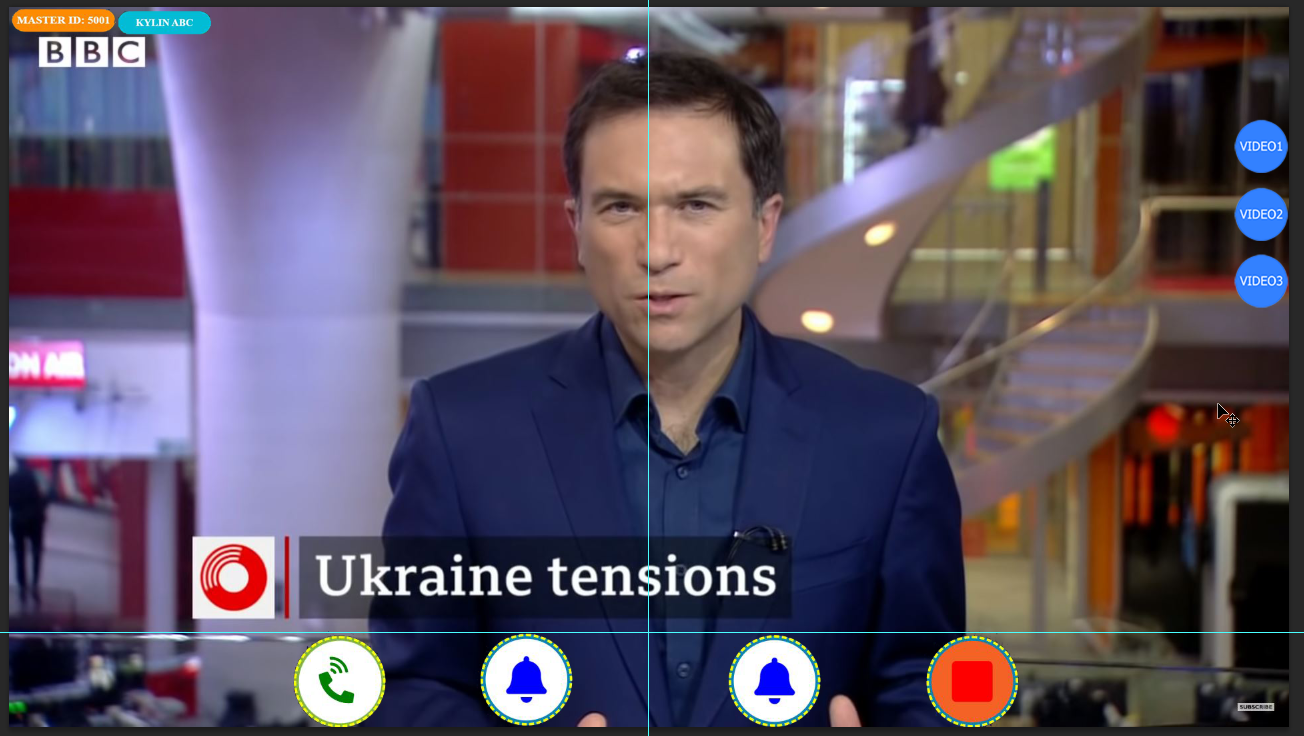 MASTER ID: 5001
KYLIN ABC
BBC
VIDEO1
VIDEO2
VIDEO3
ON AIR
Ukraine tensions
SUBSCRIBE